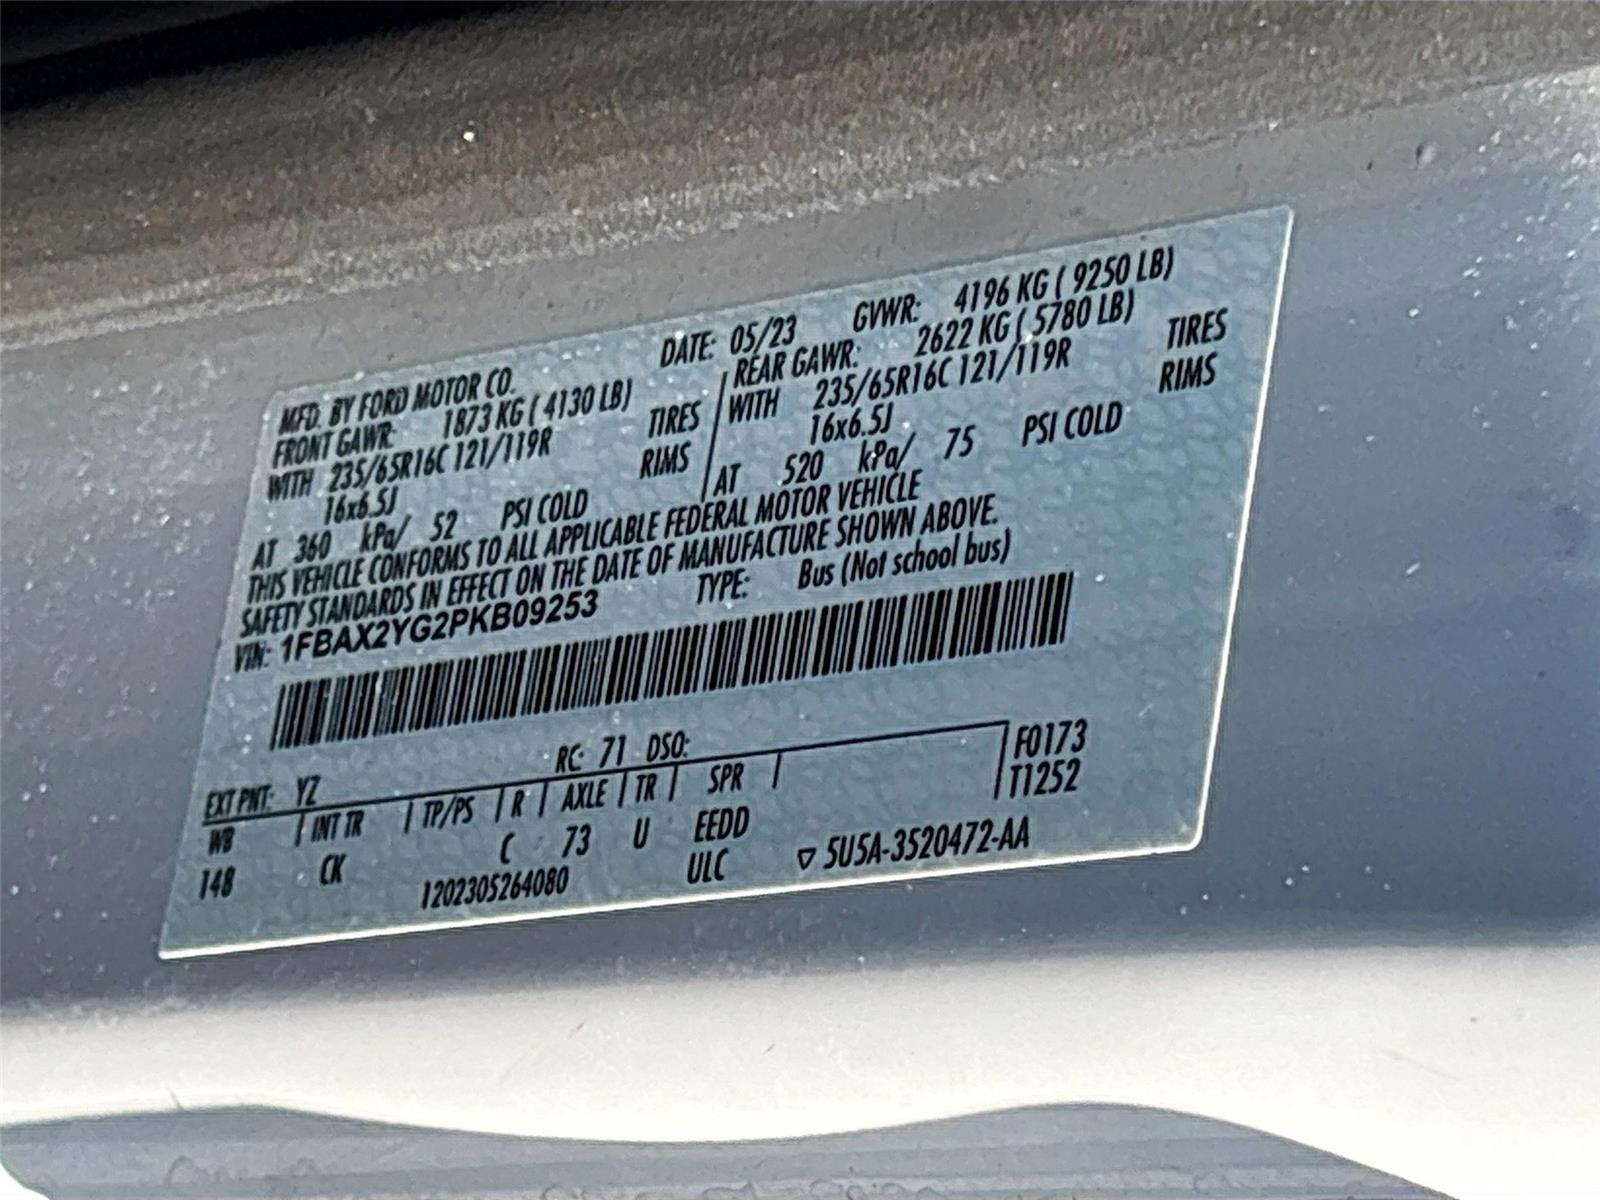 MFD. BY FORD MOTOR CO. DATE: 05/23 GVWR: 4196 KG ( 9250 LB)
FRONT GAWR: 1873 KG ( 4130 LB) REAR GAWR: 2622 KG ( 5780 LB)
WITH 235/65R16C 121/119R TIRES WITH 235/65R16C 121/119R TIRES
16x6.5J RIMS 16x6.5J RIMS
AT 360 kPa/ 52 PSI COLD AT 520 kPa/ 75 PSI COLD
THIS VEHICLE CONFORMS TO ALL APPLICABLE FEDERAL MOTOR VEHICLE
SAFETY STANDARDS IN EFFECT ON THE DATE OF MANUFACTURE SHOWN ABOVE.
VIN: 1FBAX2YG2PKB09253 TYPE: Bus (Not school bus)
EXT PNT: YZ RC: 71 DSO: F0173
WB INT TR TP/PS R AXLE TR SPR T1252
148 CK C 73 U EEDD
1202305264080 ULC ▽ 5U5A-3520472-AA